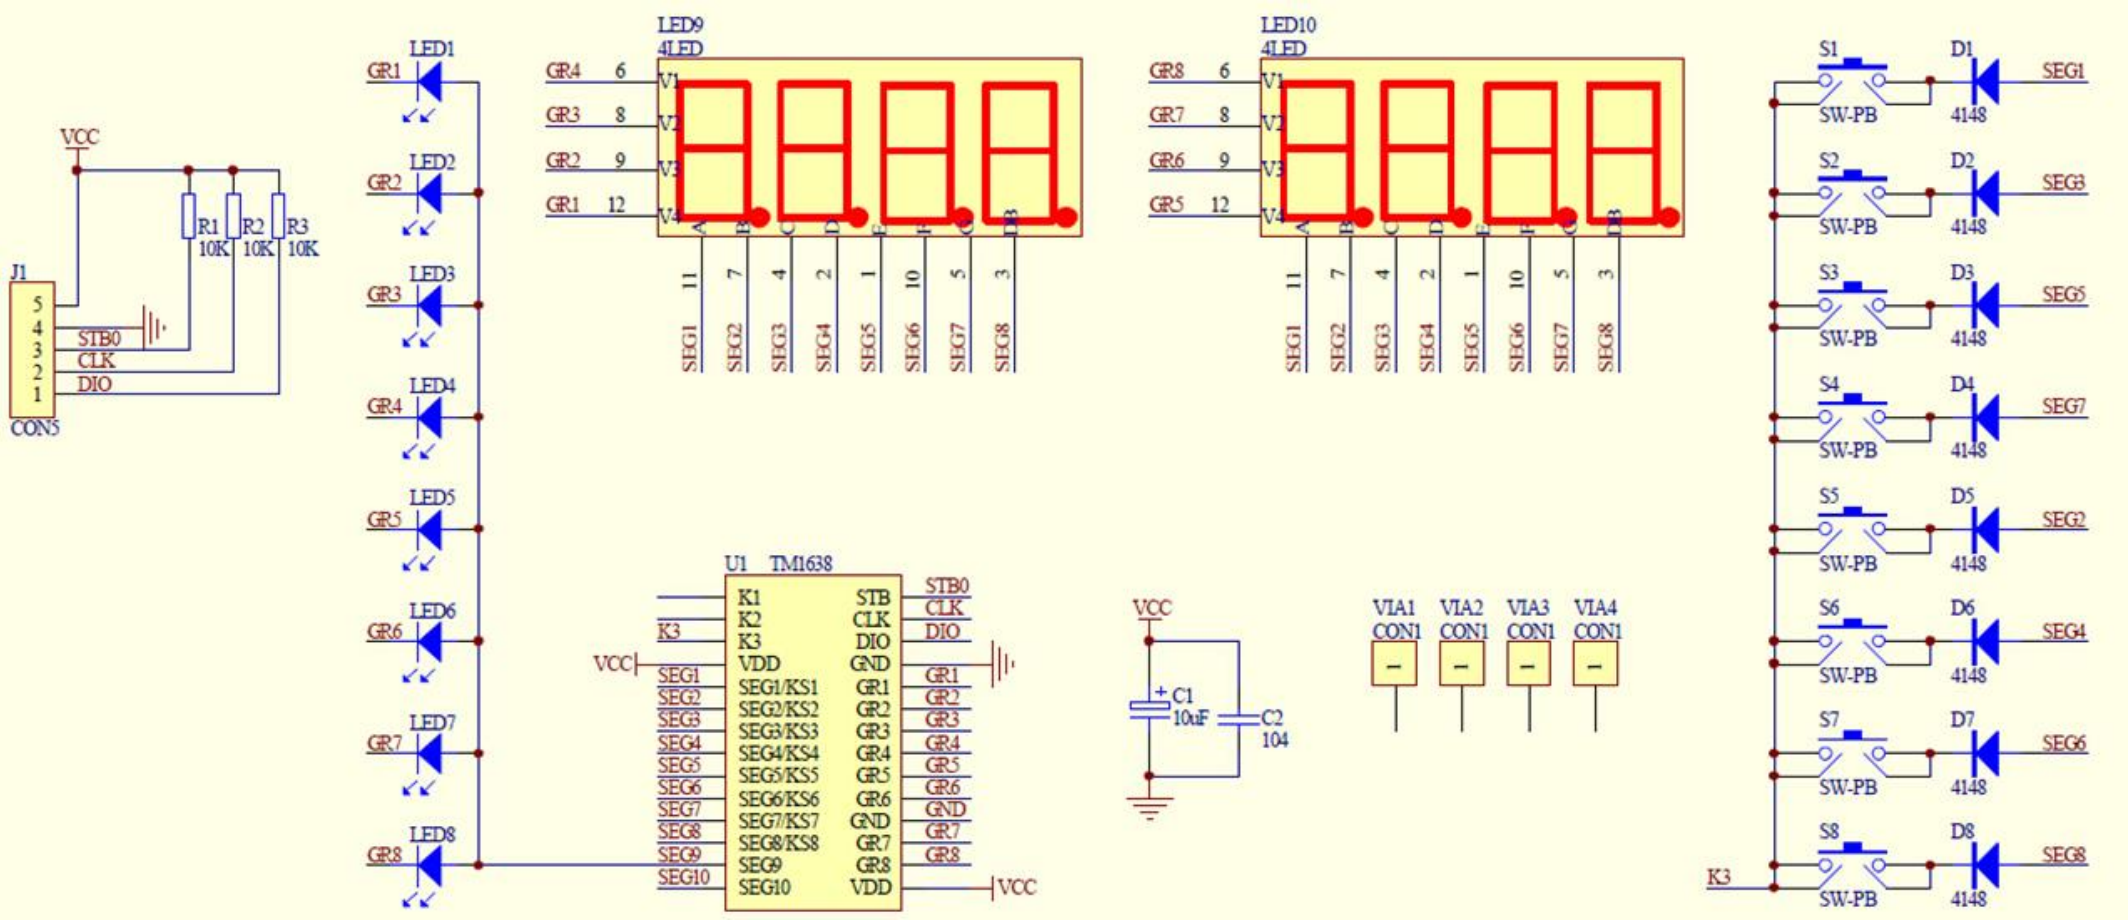 VCC
R1 R2 R3
10K 10K 10K
J1
5
4
STB0
3
CLK
2
DIO
1
CON5
LED1
GR1
LED2
GR2
LED3
GR3
LED4
GR4
LED5
GR5
LED6
GR6
LED7
GR7
LED8
GR8
LED9
4LED
GR4 6 V1
GR3 8 V2
GR2 9 V3
GR1 12 V4
A B C D E F G DB
11 7 4 2 1 10 5 3
SEG1 SEG2 SEG3 SEG4 SEG5 SEG6 SEG7 SEG8
LED10
4LED
GR8 6 V1
GR7 8 V2
GR6 9 V3
GR5 12 V4
A B C D E F G DB
11 7 4 2 1 10 5 3
SEG1 SEG2 SEG3 SEG4 SEG5 SEG6 SEG7 SEG8
U1 TM1638
K1 STB STB0
K2 CLK CLK
K3 K3 DIO DIO
VCC VDD GND
SEG1 SEG1/KS1 GR1 GR1
SEG2 SEG2/KS2 GR2 GR2
SEG3 SEG3/KS3 GR3 GR3
SEG4 SEG4/KS4 GR4 GR4
SEG5 SEG5/KS5 GR5 GR5
SEG6 SEG6/KS6 GR6 GR6
SEG7 SEG7/KS7 GND GND
SEG8 SEG8/KS8 GR7 GR7
SEG9 SEG9 GR8 GR8
SEG10 SEG10 VDD VCC
VCC
+ C1
10uF
C2
104
VIA1 VIA2 VIA3 VIA4
CON1 CON1 CON1 CON1
1 1 1 1
S1 D1 SEG1
SW-PB 4148
S2 D2 SEG3
SW-PB 4148
S3 D3 SEG5
SW-PB 4148
S4 D4 SEG7
SW-PB 4148
S5 D5 SEG2
SW-PB 4148
S6 D6 SEG4
SW-PB 4148
S7 D7 SEG6
SW-PB 4148
S8 D8 SEG8
K3
SW-PB 4148